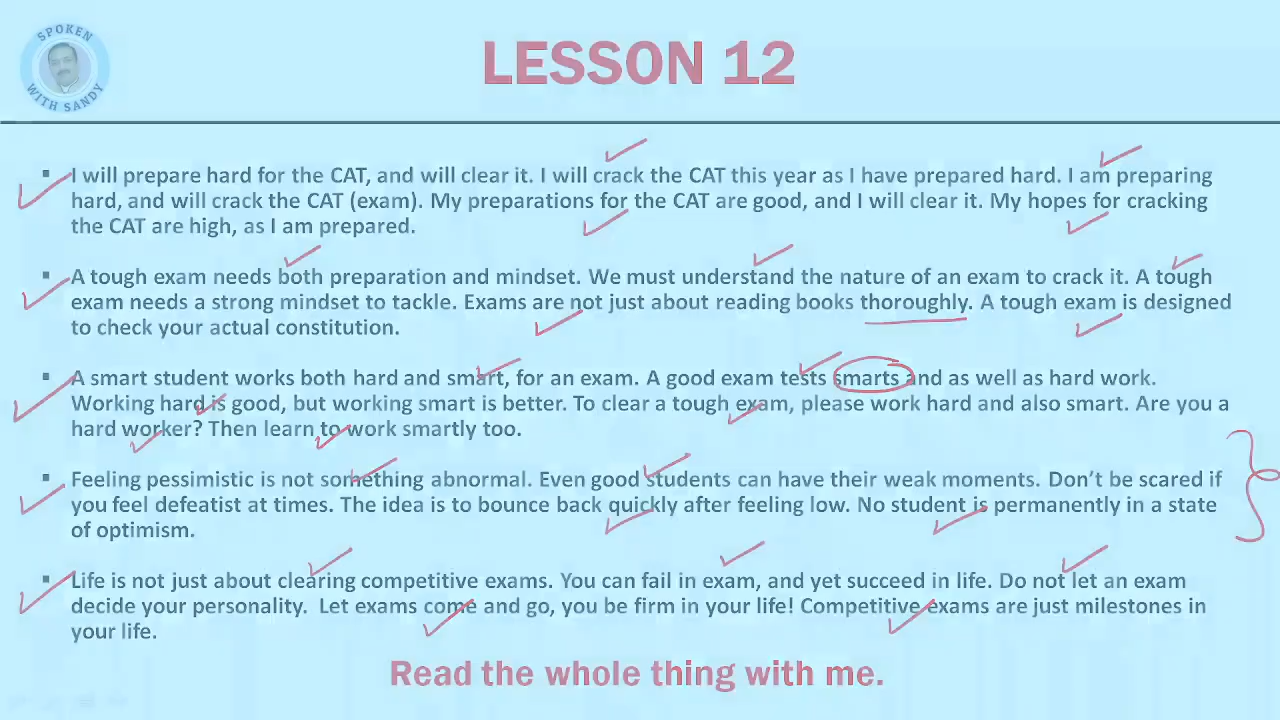 SPOKEN
WITH SANDY
LESSON 12
▪ I will prepare hard for the CAT, and will clear it. I will crack the CAT this year as I have prepared hard. I am preparing
hard, and will crack the CAT (exam). My preparations for the CAT are good, and I will clear it. My hopes for cracking
the CAT are high, as I am prepared.
▪ A tough exam needs both preparation and mindset. We must understand the nature of an exam to crack it. A tough
exam needs a strong mindset to tackle. Exams are not just about reading books thoroughly. A tough exam is designed
to check your actual constitution.
▪ A smart student works both hard and smart, for an exam. A good exam tests smarts and as well as hard work.
Working hard is good, but working smart is better. To clear a tough exam, please work hard and also smart. Are you a
hard worker? Then learn to work smartly too.
▪ Feeling pessimistic is not something abnormal. Even good students can have their weak moments. Don’t be scared if
you feel defeatist at times. The idea is to bounce back quickly after feeling low. No student is permanently in a state
of optimism.
▪ Life is not just about clearing competitive exams. You can fail in exam, and yet succeed in life. Do not let an exam
decide your personality. Let exams come and go, you be firm in your life! Competitive exams are just milestones in
your life.
Read the whole thing with me.